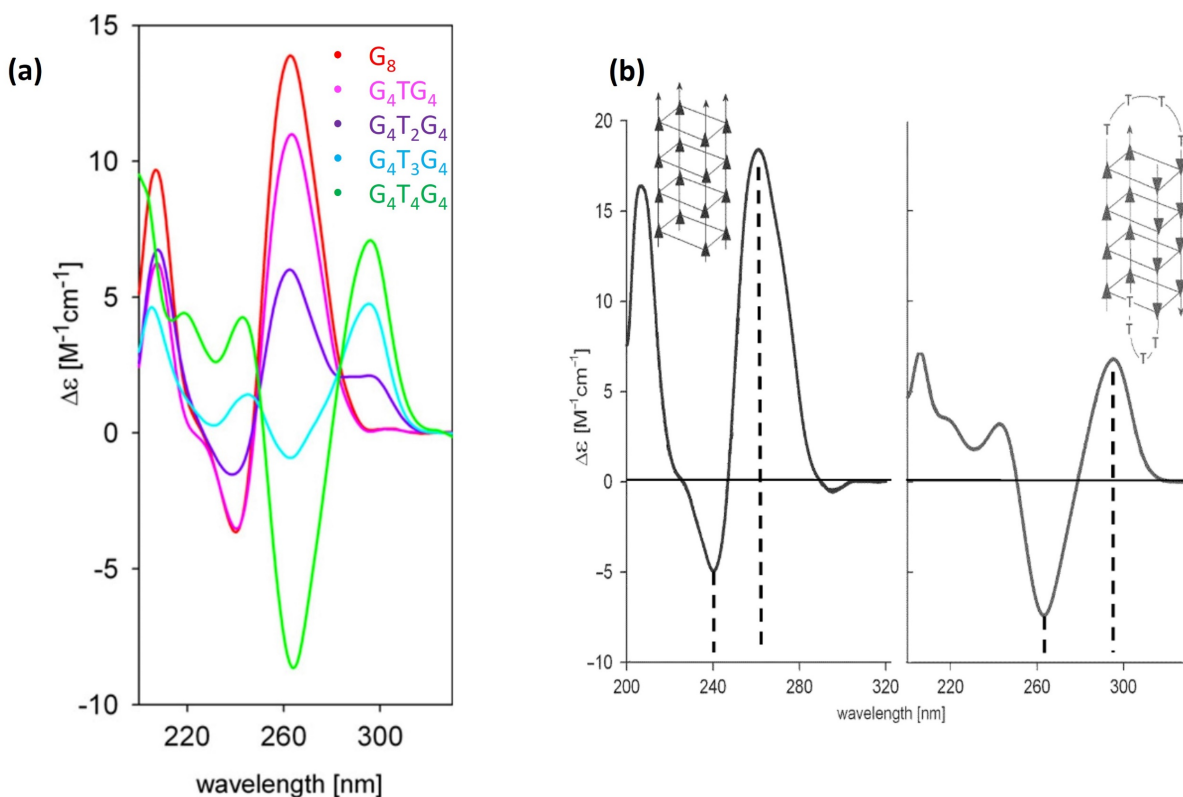 (a)
15
10
5
0
-5
-10
Δε [M⁻¹cm⁻¹]
G₈
G₄TG₄
G₄T₂G₄
G₄T₃G₄
G₄T₄G₄
220
260
300
wavelength [nm]
(b)
20
15
10
5
0
−5
−10
Δε [M⁻¹cm⁻¹]
200
240
280
320
T T
T T
T
T T
T
260
300
wavelength [nm]